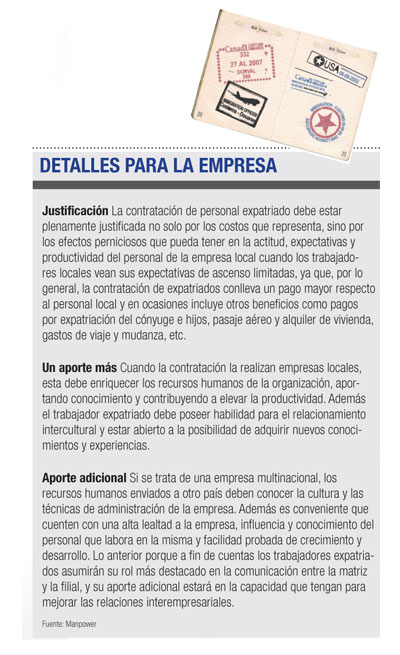 Canada
332
27 AL 2007
DORVAL
386
USA
IMMIGRATION OFFICER
DETALLES PARA LA EMPRESA
Justificación La contratación de personal expatriado debe estar
plenamente justificada no solo por los costos que representa, sino por
los efectos perniciosos que pueda tener en la actitud, expectativas y
productividad del personal de la empresa local cuando los trabajado-
res locales vean sus expectativas de ascenso limitadas, ya que, por lo
general, la contratación de expatriados conlleva un pago mayor respecto
al personal local y en ocasiones incluye otros beneficios como pagos
por expatriación del cónyuge e hijos, pasaje aéreo y alquiler de vivienda,
gastos de viaje y mudanza, etc.
Un aporte más Cuando la contratación la realizan empresas locales,
esta debe enriquecer los recursos humanos de la organización, apor-
tando conocimiento y contribuyendo a elevar la productividad. Además
el trabajador expatriado debe poseer habilidad para el relacionamiento
intercultural y estar abierto a la posibilidad de adquirir nuevos conoci-
mientos y experiencias.
Aporte adicional Si se trata de una empresa multinacional, los
recursos humanos enviados a otro país deben conocer la cultura y las
técnicas de administración de la empresa. Además es conveniente que
cuenten con una alta lealtad a la empresa, influencia y conocimiento del
personal que labora en la misma y facilidad probada de crecimiento y
desarrollo. Lo anterior porque a fin de cuentas los trabajadores expatria-
dos asumirán su rol más destacado en la comunicación entre la matriz
y la filial, y su aporte adicional estará en la capacidad que tengan para
mejorar las relaciones interempresariales.
Fuente: Manpower